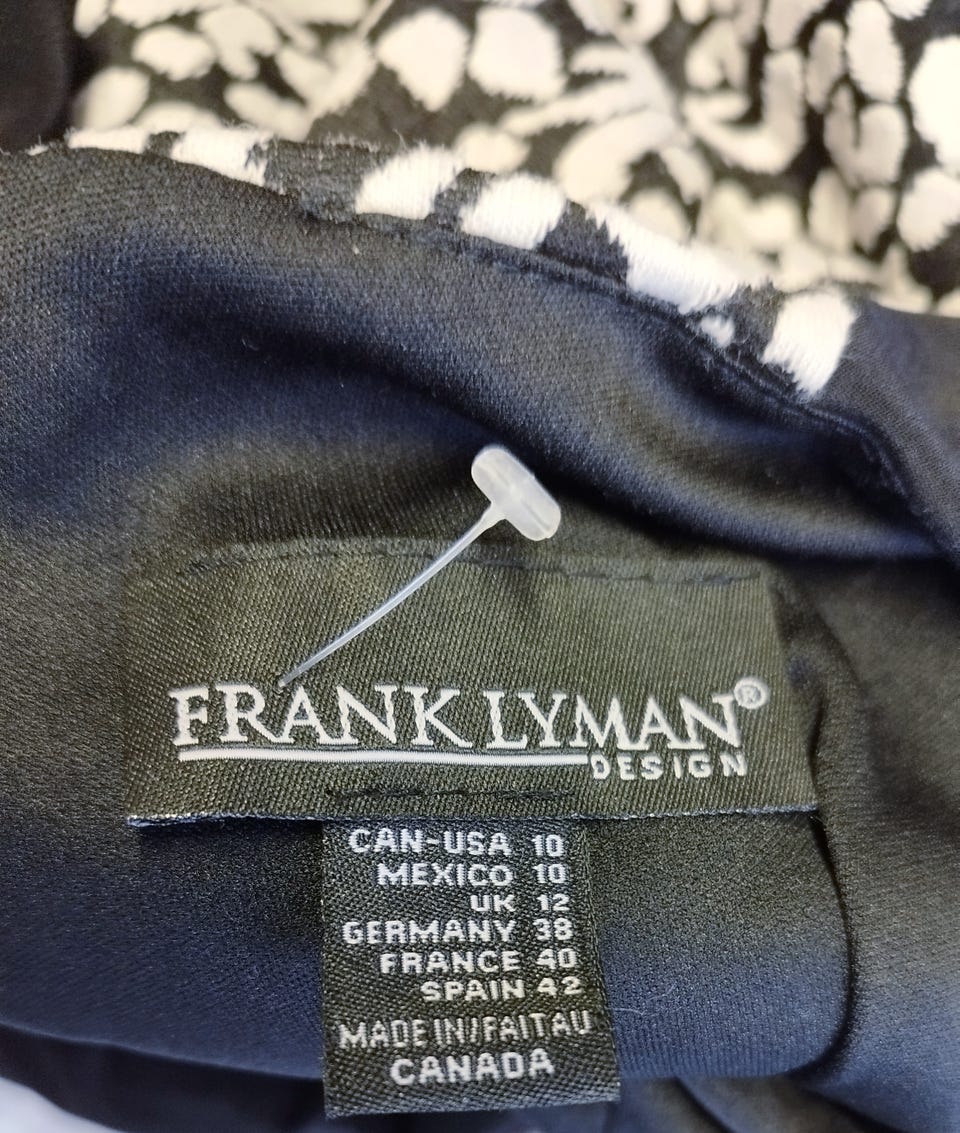 FRANK LYMAN®
DESIGN
CAN-USA 10
MEXICO 10
UK 12
GERMANY 38
FRANCE 40
SPAIN 42
MADE IN/FAIT AU
CANADA